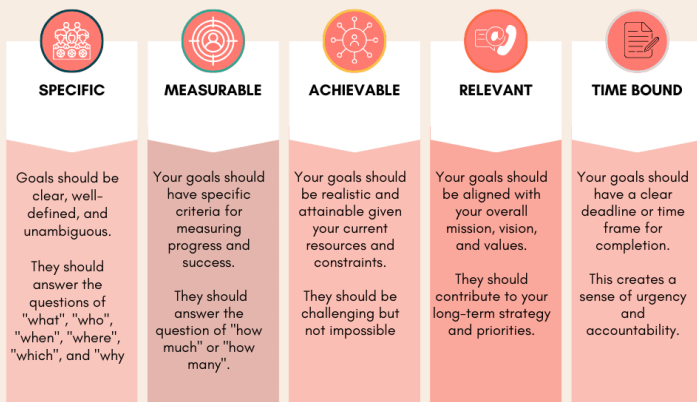 SPECIFIC
Goals should be
clear, well-
defined, and
unambiguous.
They should
answer the
questions of
"what", "who",
"when", "where",
"which", and "why
MEASURABLE
Your goals should
have specific
criteria for
measuring
progress and
success.
They should
answer the
question of "how
much" or "how
many".
ACHIEVABLE
Your goals should
be realistic and
attainable given
your current
resources and
constraints.
They should be
challenging but
not impossible
RELEVANT
Your goals should
be aligned with
your overall
mission, vision,
and values.
They should
contribute to your
long-term strategy
and priorities.
TIME BOUND
Your goals should
have a clear
deadline or time
frame for
completion.
This creates a
sense of urgency
and
accountability.